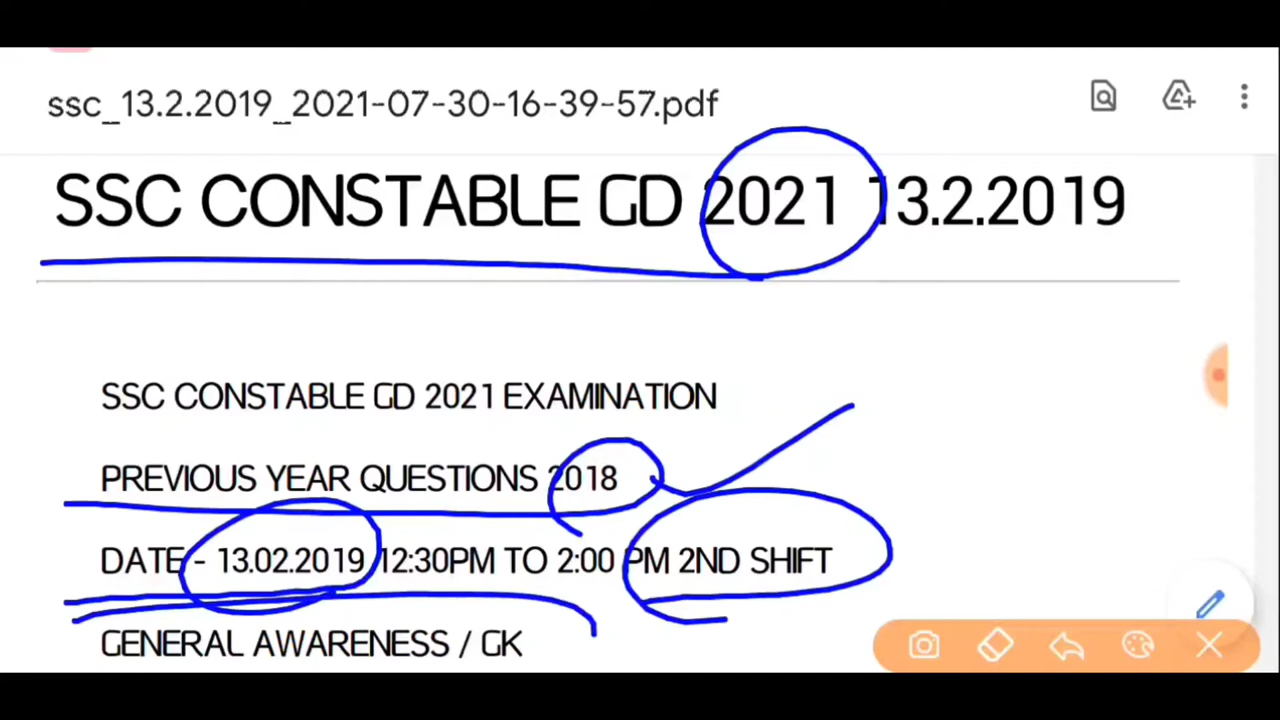 ssc_13.2.2019_2021-07-30-16-39-57.pdf
SSC CONSTABLE GD 2021 13.2.2019
SSC CONSTABLE GD 2021 EXAMINATION
PREVIOUS YEAR QUESTIONS 2018
DATE - 13.02.2019 12:30PM TO 2:00 PM 2ND SHIFT
GENERAL AWARENESS / GK